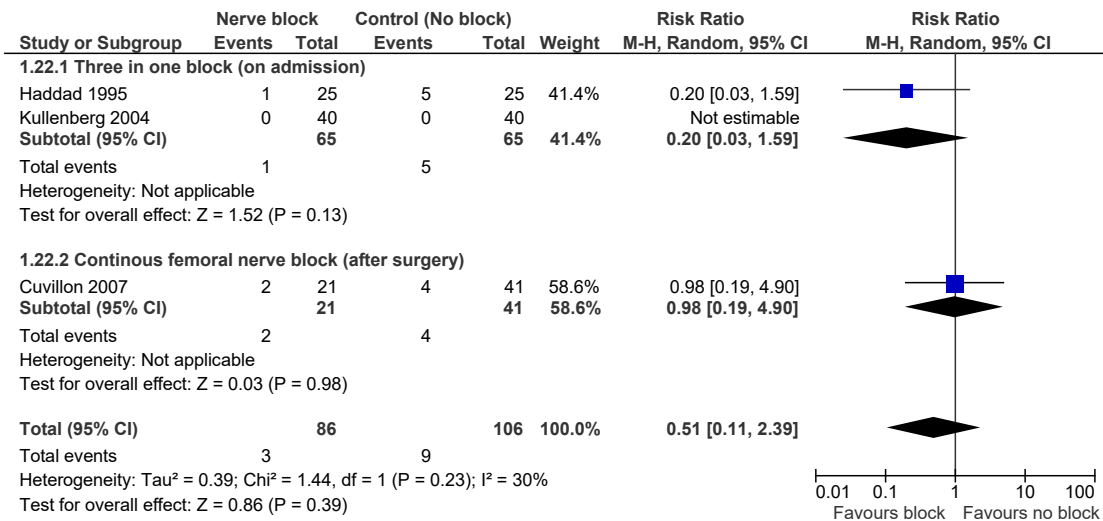 Nerve block Control (No block) Risk Ratio Risk Ratio
Study or Subgroup Events Total Events Total Weight M-H, Random, 95% CI M-H, Random, 95% CI
1.22.1 Three in one block (on admission)
Haddad 1995 1 25 5 25 41.4% 0.20 [0.03, 1.59]
Kullenberg 2004 0 40 0 40 Not estimable
Subtotal (95% CI) 65 65 41.4% 0.20 [0.03, 1.59]
Total events 1 5
Heterogeneity: Not applicable
Test for overall effect: Z = 1.52 (P = 0.13)
1.22.2 Continous femoral nerve block (after surgery)
Cuvillon 2007 2 21 4 41 58.6% 0.98 [0.19, 4.90]
Subtotal (95% CI) 21 41 58.6% 0.98 [0.19, 4.90]
Total events 2 4
Heterogeneity: Not applicable
Test for overall effect: Z = 0.03 (P = 0.98)
Total (95% CI) 86 106 100.0% 0.51 [0.11, 2.39]
Total events 3 9
Heterogeneity: Tau² = 0.39; Chi² = 1.44, df = 1 (P = 0.23); I² = 30%
Test for overall effect: Z = 0.86 (P = 0.39)
0.01 0.1 1 10 100
Favours block Favours no block